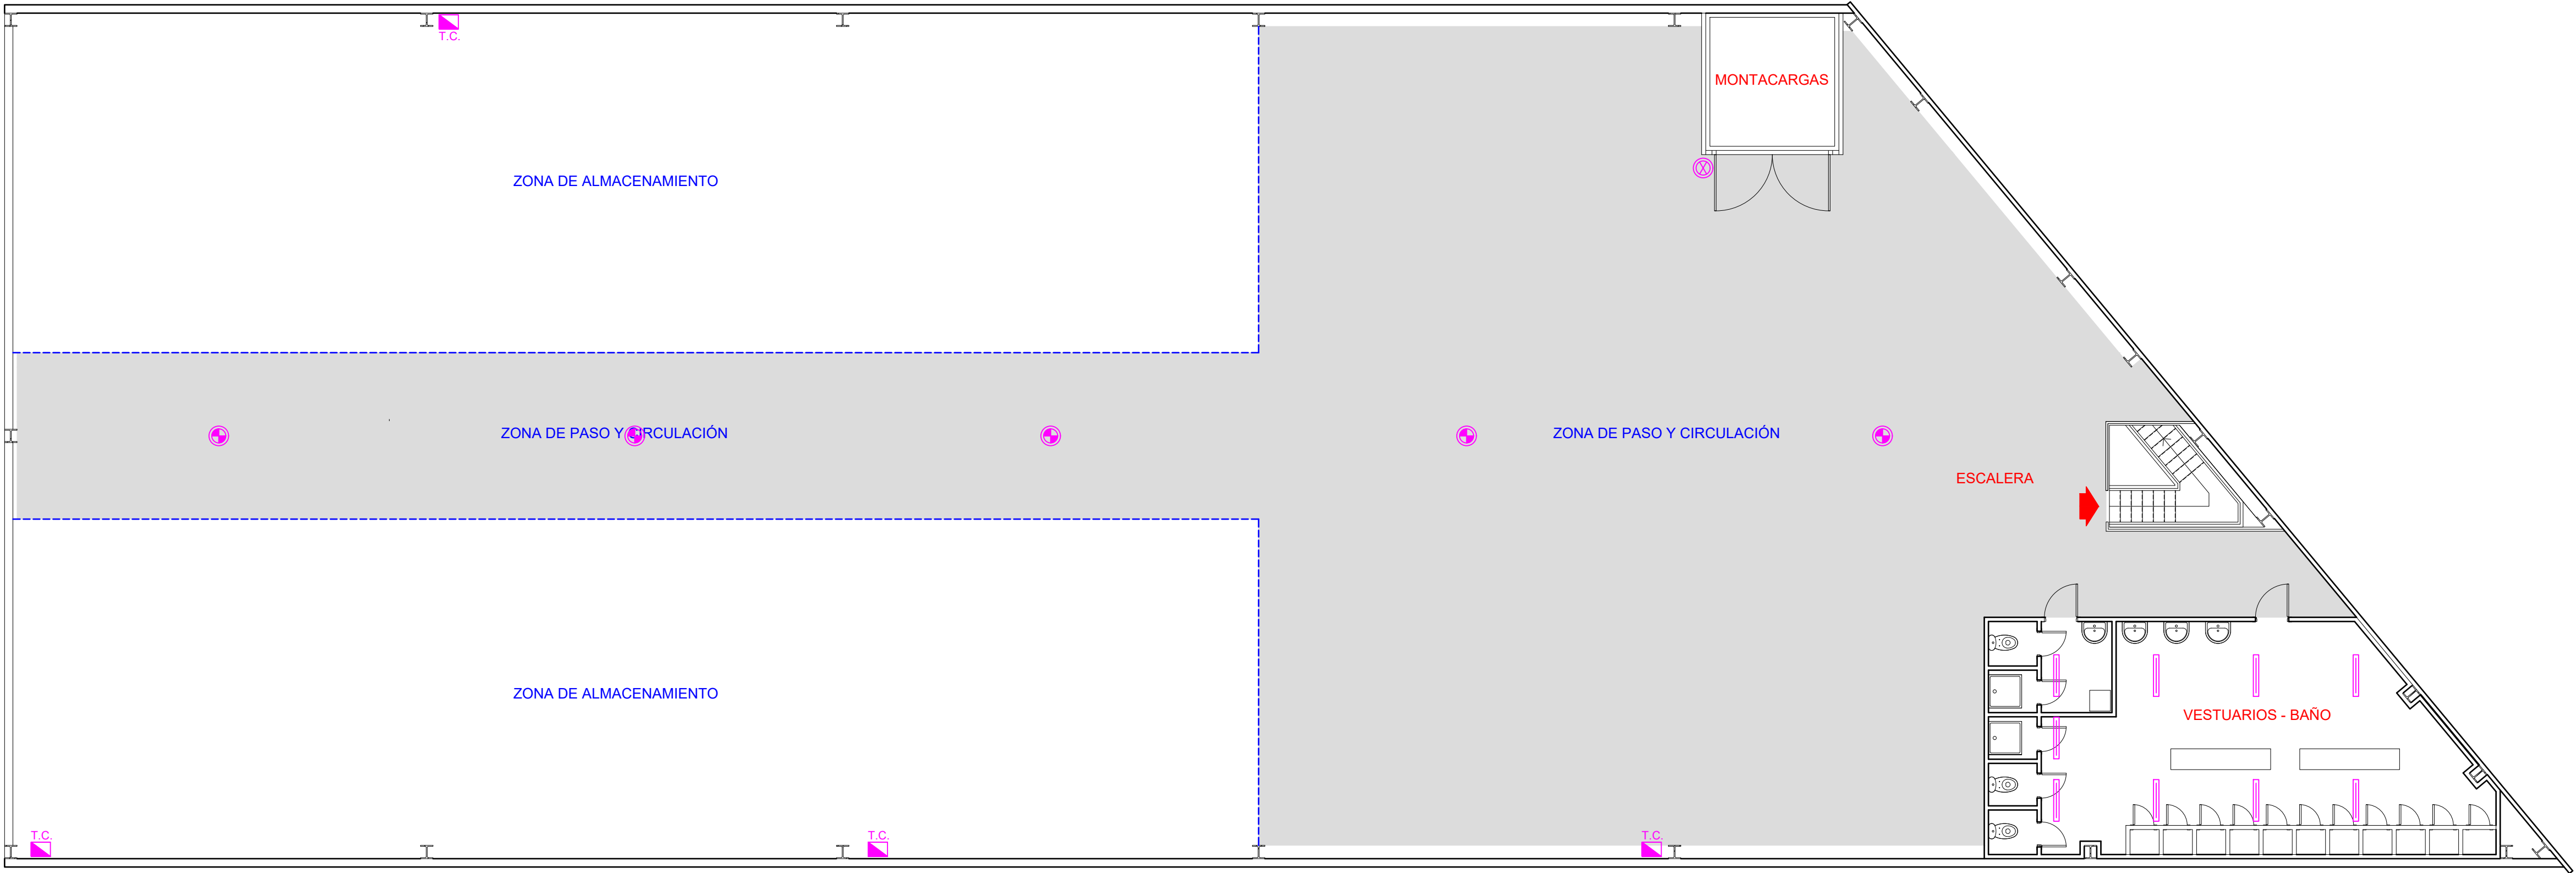 T.C.
MONTACARGAS
ZONA DE ALMACENAMIENTO
ZONA DE PASO Y CIRCULACIÓN
ZONA DE PASO Y CIRCULACIÓN
ESCALERA
ZONA DE ALMACENAMIENTO
VESTUARIOS - BAÑO
T.C.
T.C.
T.C.